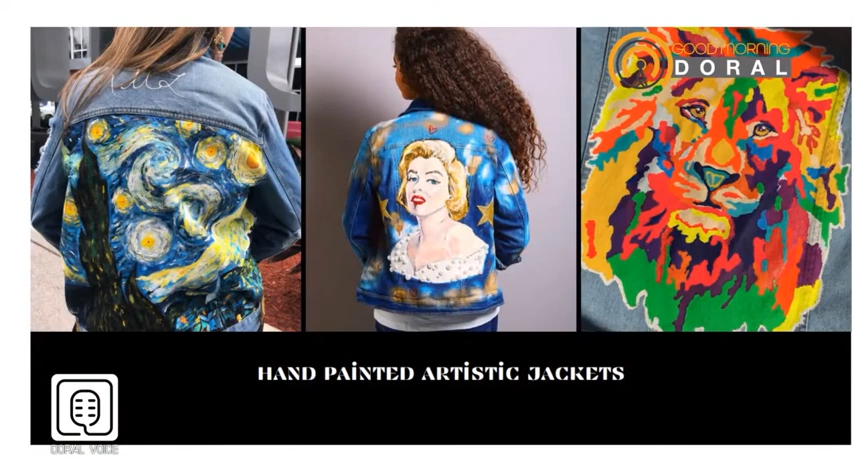 GOOD MORNING
DORAL
HAND PAINTED ARTISTIC JACKETS
DORAL VOICE